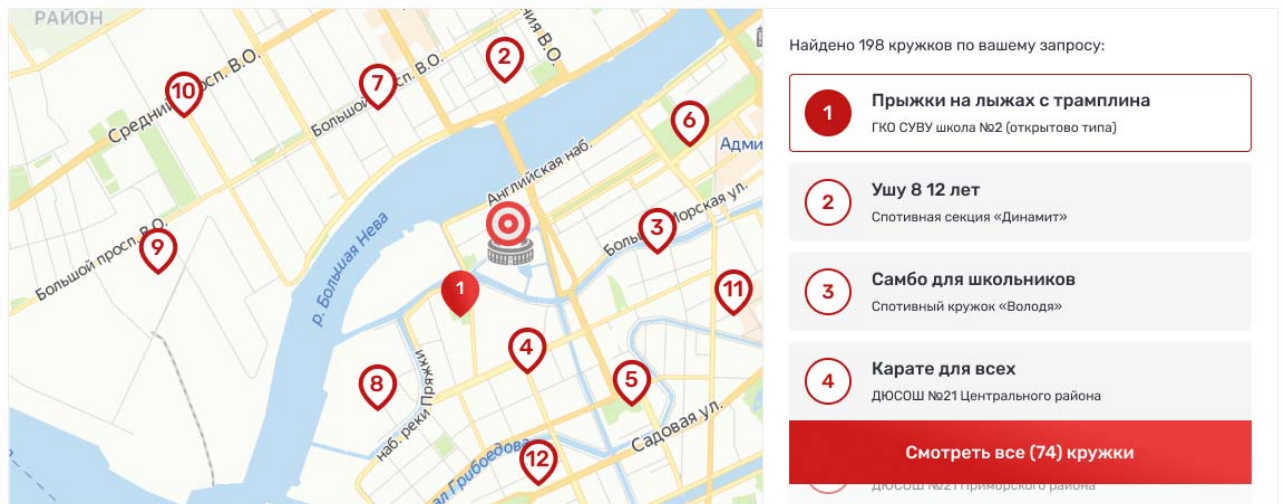 РАЙОН
Средний просп. В.О.
Большой просп. В.О.
ия В.О.
10
7
2
6
Адми
Английская наб.
Большая Морская ул.
3
9
Большой просп. В.О.
р. Большая Нева
1
11
4
5
8
наб. реки Пряжки
Садовая ул.
ал Грибоедова
12
Найдено 198 кружков по вашему запросу:
1
Прыжки на лыжах с трамплина
ГКО СУВУ школа №2 (открытово типа)
2
Ушу 8 12 лет
Спотивная секция «Динамит»
3
Самбо для школьников
Спотивный кружок «Володя»
4
Карате для всех
ДЮСОШ №21 Центрального района
Смотреть все (74) кружки
ДЮСОШ №21 Приморского района